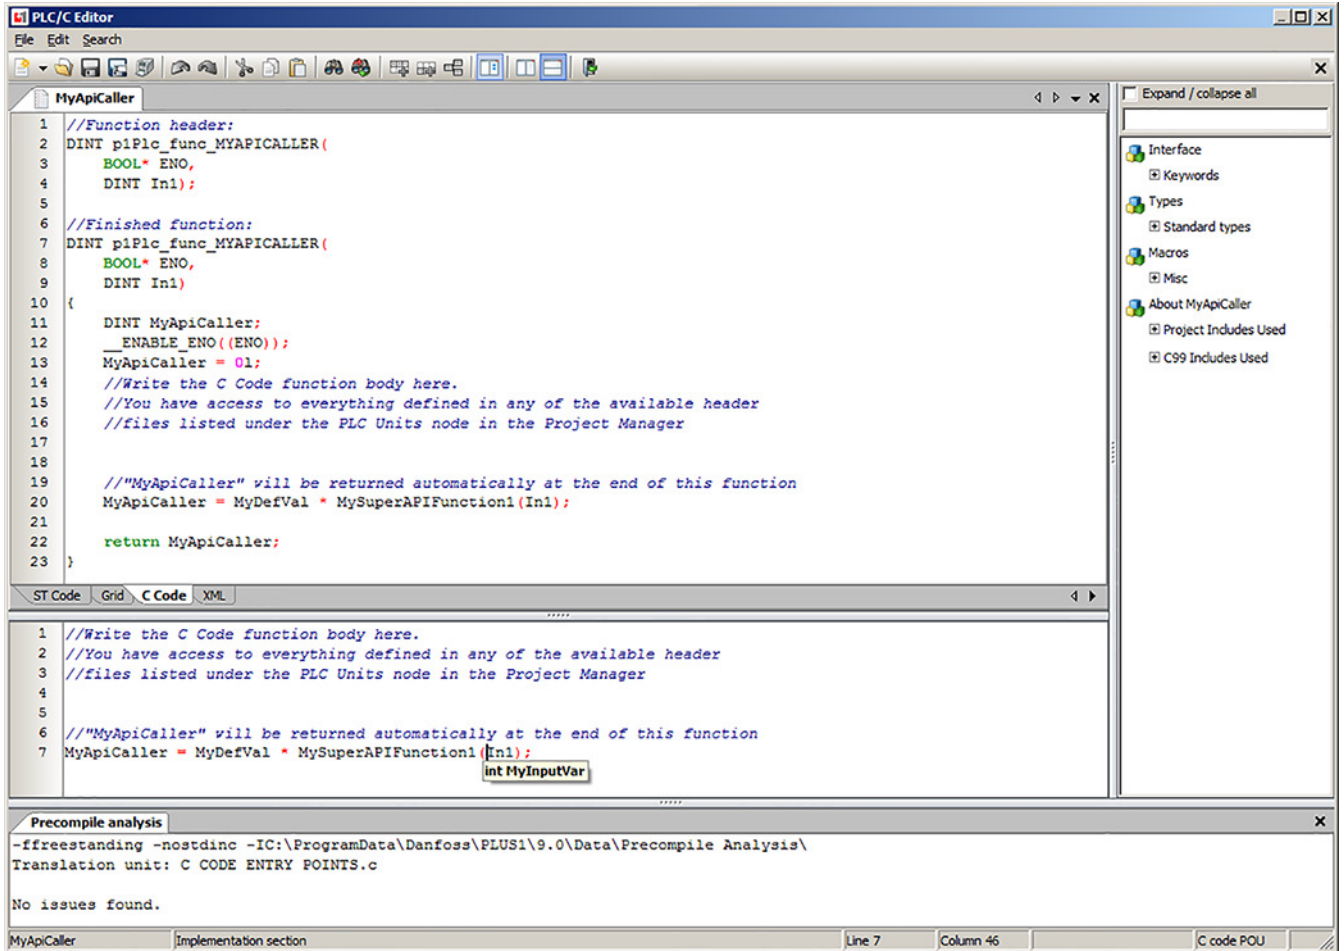 PLC/C Editor
File Edit Search
MyApiCaller
1 //Function header:
2 DINT p1Plc_func_MYAPICALLER(
3 BOOL* ENO,
4 DINT In1);
5
6 //Finished function:
7 DINT p1Plc_func_MYAPICALLER(
8 BOOL* ENO,
9 DINT In1)
10 {
11 DINT MyApiCaller;
12 __ENABLE_ENO((ENO));
13 MyApiCaller = 0l;
14 //Write the C Code function body here.
15 //You have access to everything defined in any of the available header
16 //files listed under the PLC Units node in the Project Manager
17
18
19 //"MyApiCaller" will be returned automatically at the end of this function
20 MyApiCaller = MyDefVal * MySuperAPIFunction1(In1);
21
22 return MyApiCaller;
23 }
ST Code Grid C Code XML
1 //Write the C Code function body here.
2 //You have access to everything defined in any of the available header
3 //files listed under the PLC Units node in the Project Manager
4
5
6 //"MyApiCaller" will be returned automatically at the end of this function
7 MyApiCaller = MyDefVal * MySuperAPIFunction1(In1);
int MyInputVar
Expand / collapse all
Interface
Keywords
Types
Standard types
Macros
Misc
About MyApiCaller
Project Includes Used
C99 Includes Used
Precompile analysis
-ffreestanding -nostdinc -IC:\ProgramData\Danfoss\PLUS1\9.0\Data\Precompile Analysis\
Translation unit: C CODE ENTRY POINTS.c
No issues found.
MyApiCaller Implementation section Line 7 Column 46 C code POU